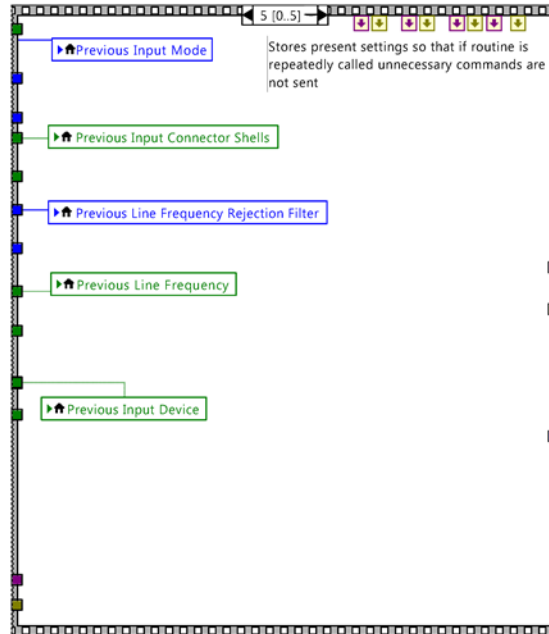 5 [0..5]
Stores present settings so that if routine is
repeatedly called unnecessary commands are
not sent
Previous Input Mode
Previous Input Connector Shells
Previous Line Frequency Rejection Filter
Previous Line Frequency
Previous Input Device